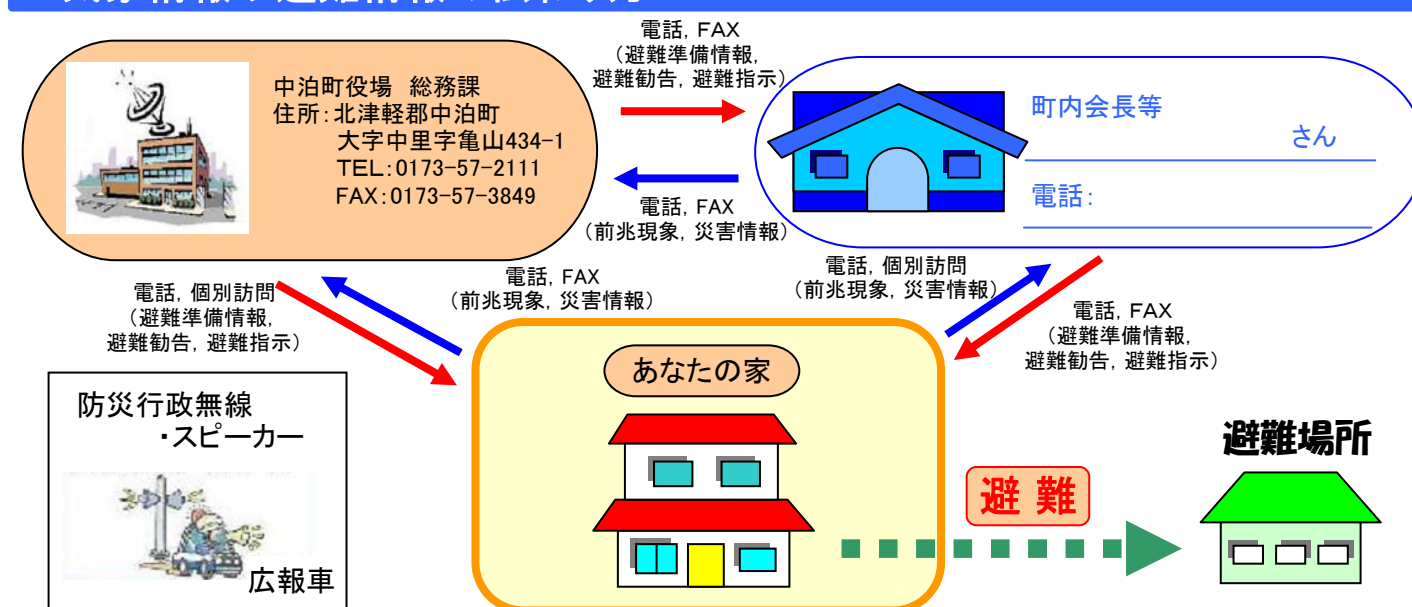 電話, FAX
(避難準備情報,
避難勧告, 避難指示)
中泊町役場 総務課
住所:北津軽郡中泊町
大字中里字亀山434-1
TEL:0173-57-2111
FAX:0173-57-3849
町内会長等
さん
電話:
電話, FAX
(前兆現象, 災害情報)
電話, 個別訪問
(避難準備情報,
避難勧告, 避難指示)
電話, FAX
(前兆現象, 災害情報)
電話, 個別訪問
(前兆現象, 災害情報)
電話, FAX
(避難準備情報,
避難勧告, 避難指示)
あなたの家
防災行政無線
・スピーカー
広報車
避難
避難場所